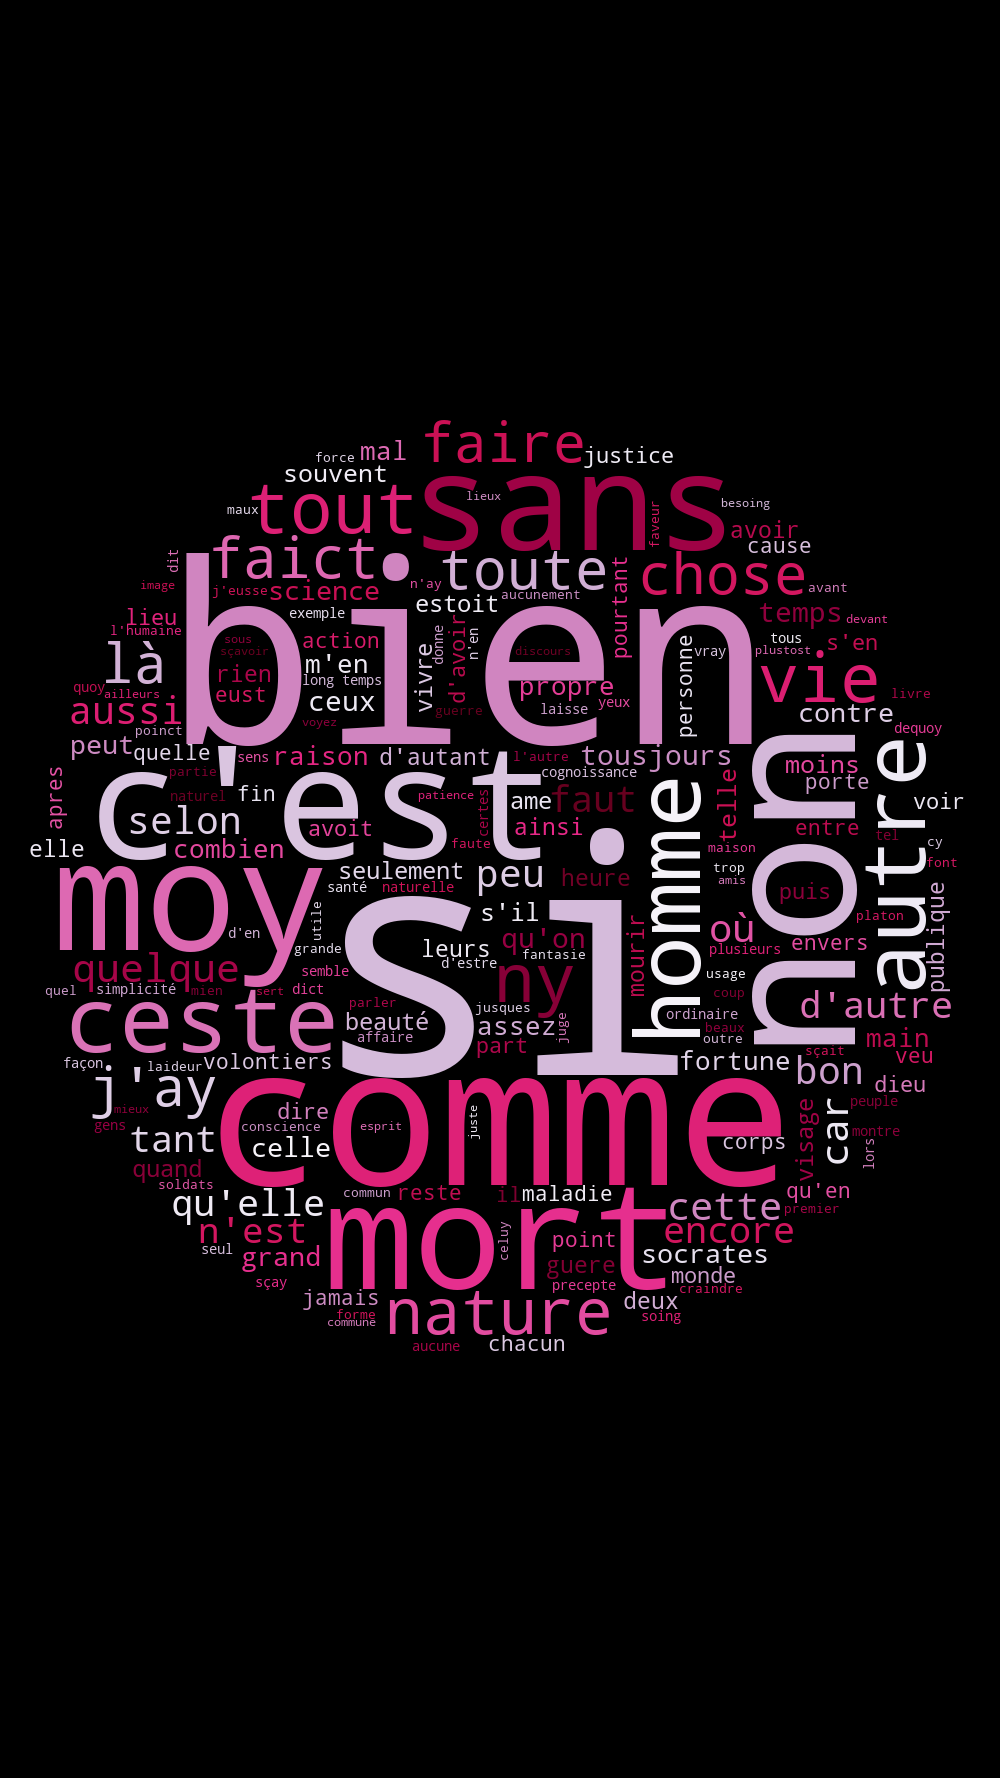 faire
mal
force
justice
souvent
sans
tout
lieux
besoing
maux
faveur
avoir
cause
faict
dit
toute
chose
bien
pourtant
image
j'eusse
science
n'ay
aucunement
avant
estoit
exemple
temps
lieu
devant
l'humaine
action
d'avoir
n'en
donne
tous
s'en
sous
sçavoir
discours
personne
vray
plustost
là
m'en
vivre
vie
rien
long temps
propre
quoy
ailleurs
eust
ceux
laisse
yeux
livre
aussi
guerre
contre
voyez
poinct
dequoy
peut
quelle
sens
raison
d'autant
l'autre
tousjours
non
autre
moins
apres
partie
c'est
cognoissance
homme
telle
porte
naturel
fin
patience
certes
ame
faut
voir
selon
avoit
ainsi
entre
tel
elle
combien
faute
maison
cy
seulement
peu
heure
trop
font
moy
santé
naturelle
si
amis
puis
publique
utile
s'il
mourir
où
platon
d'en
leurs
qu'on
envers
grande
d'estre
fantasie
plusieurs
quelque
semble
ny
usage
quel
simplicité
mien
sert
dict
coup
parler
jusques
d'autre
ceste
beauté
assez
juge
ordinaire
beaux
affaire
outre
main
part
sçait
façon
laideur
volontiers
fortune
veu
j'ay
comme
bon
dieu
mieux
dire
juste
visage
car
peuple
gens
conscience
esprit
montre
tant
celle
corps
lors
quand
soldats
commun
reste
il
maladie
qu'en
qu'elle
mort
cette
premier
n'est
celuy
encore
seul
grand
point
socrates
guere
sçay
precepte
monde
craindre
jamais
nature
deux
forme
soing
commune
aucune
chacun